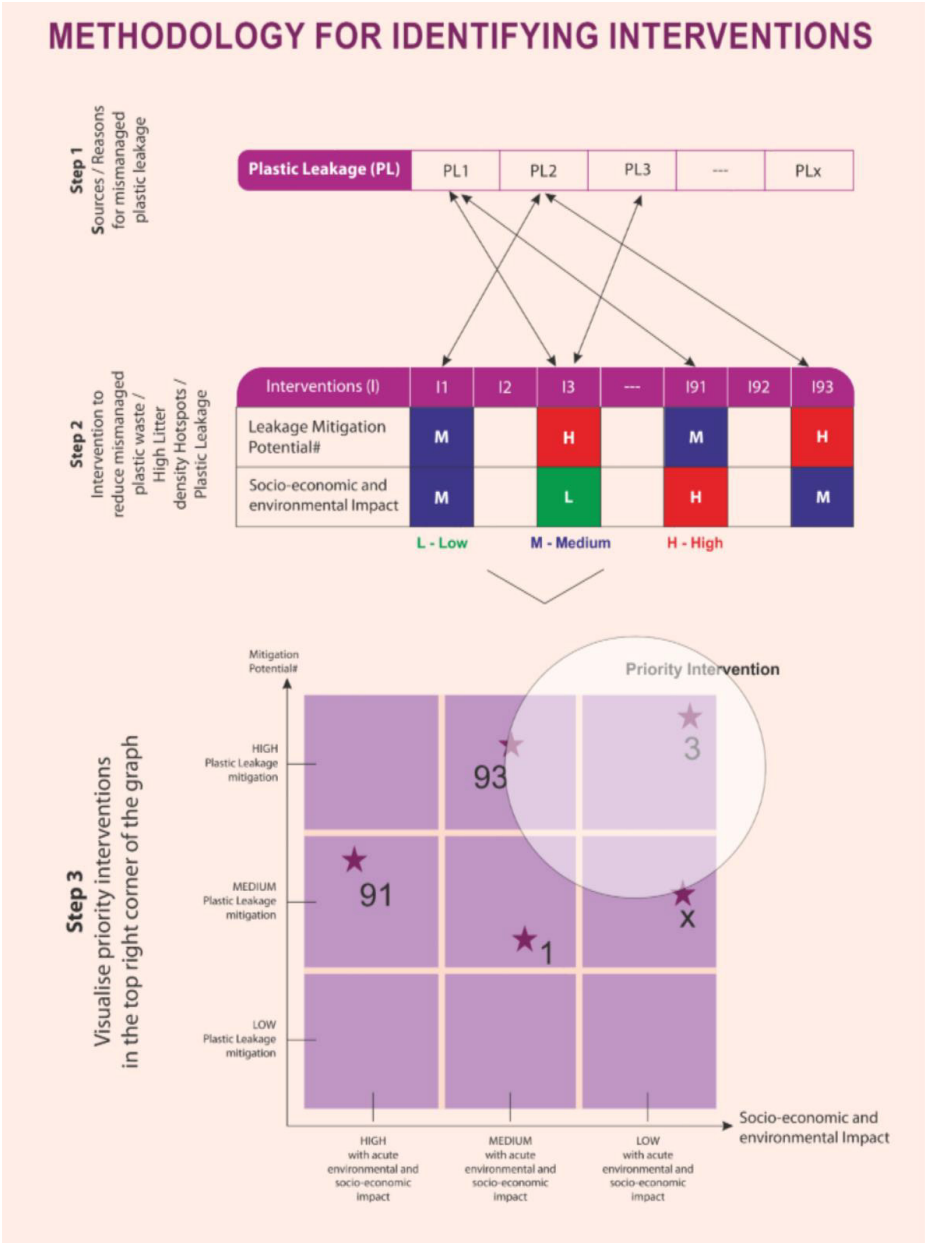 METHODOLOGY FOR IDENTIFYING INTERVENTIONS
Step 1
Sources / Reasons
for mismanaged
plastic leakage
Plastic Leakage (PL) PL1 PL2 PL3 --- PLx
Step 2
Intervention to
reduce mismanaged
plastic waste /
High Litter
density Hotspots /
Plastic Leakage
Interventions (I) I1 I2 I3 --- I91 I92 I93
Leakage Mitigation
Potential#
M H M H
Socio-economic and
environmental Impact
M L H M
L - Low M - Medium H - High
Step 3
Visualise priority interventions
in the top right corner of the graph
Mitigation
Potential#
Priority Intervention
HIGH
Plastic Leakage
mitigation
93
3
MEDIUM
Plastic Leakage
mitigation
91
1
x
LOW
Plastic Leakage
mitigation
Socio-economic and
environmental Impact
HIGH
with acute
environmental and
socio-economic
impact
MEDIUM
with acute
environmental and
socio-economic
impact
LOW
with acute
environmental and
socio-economic
impact